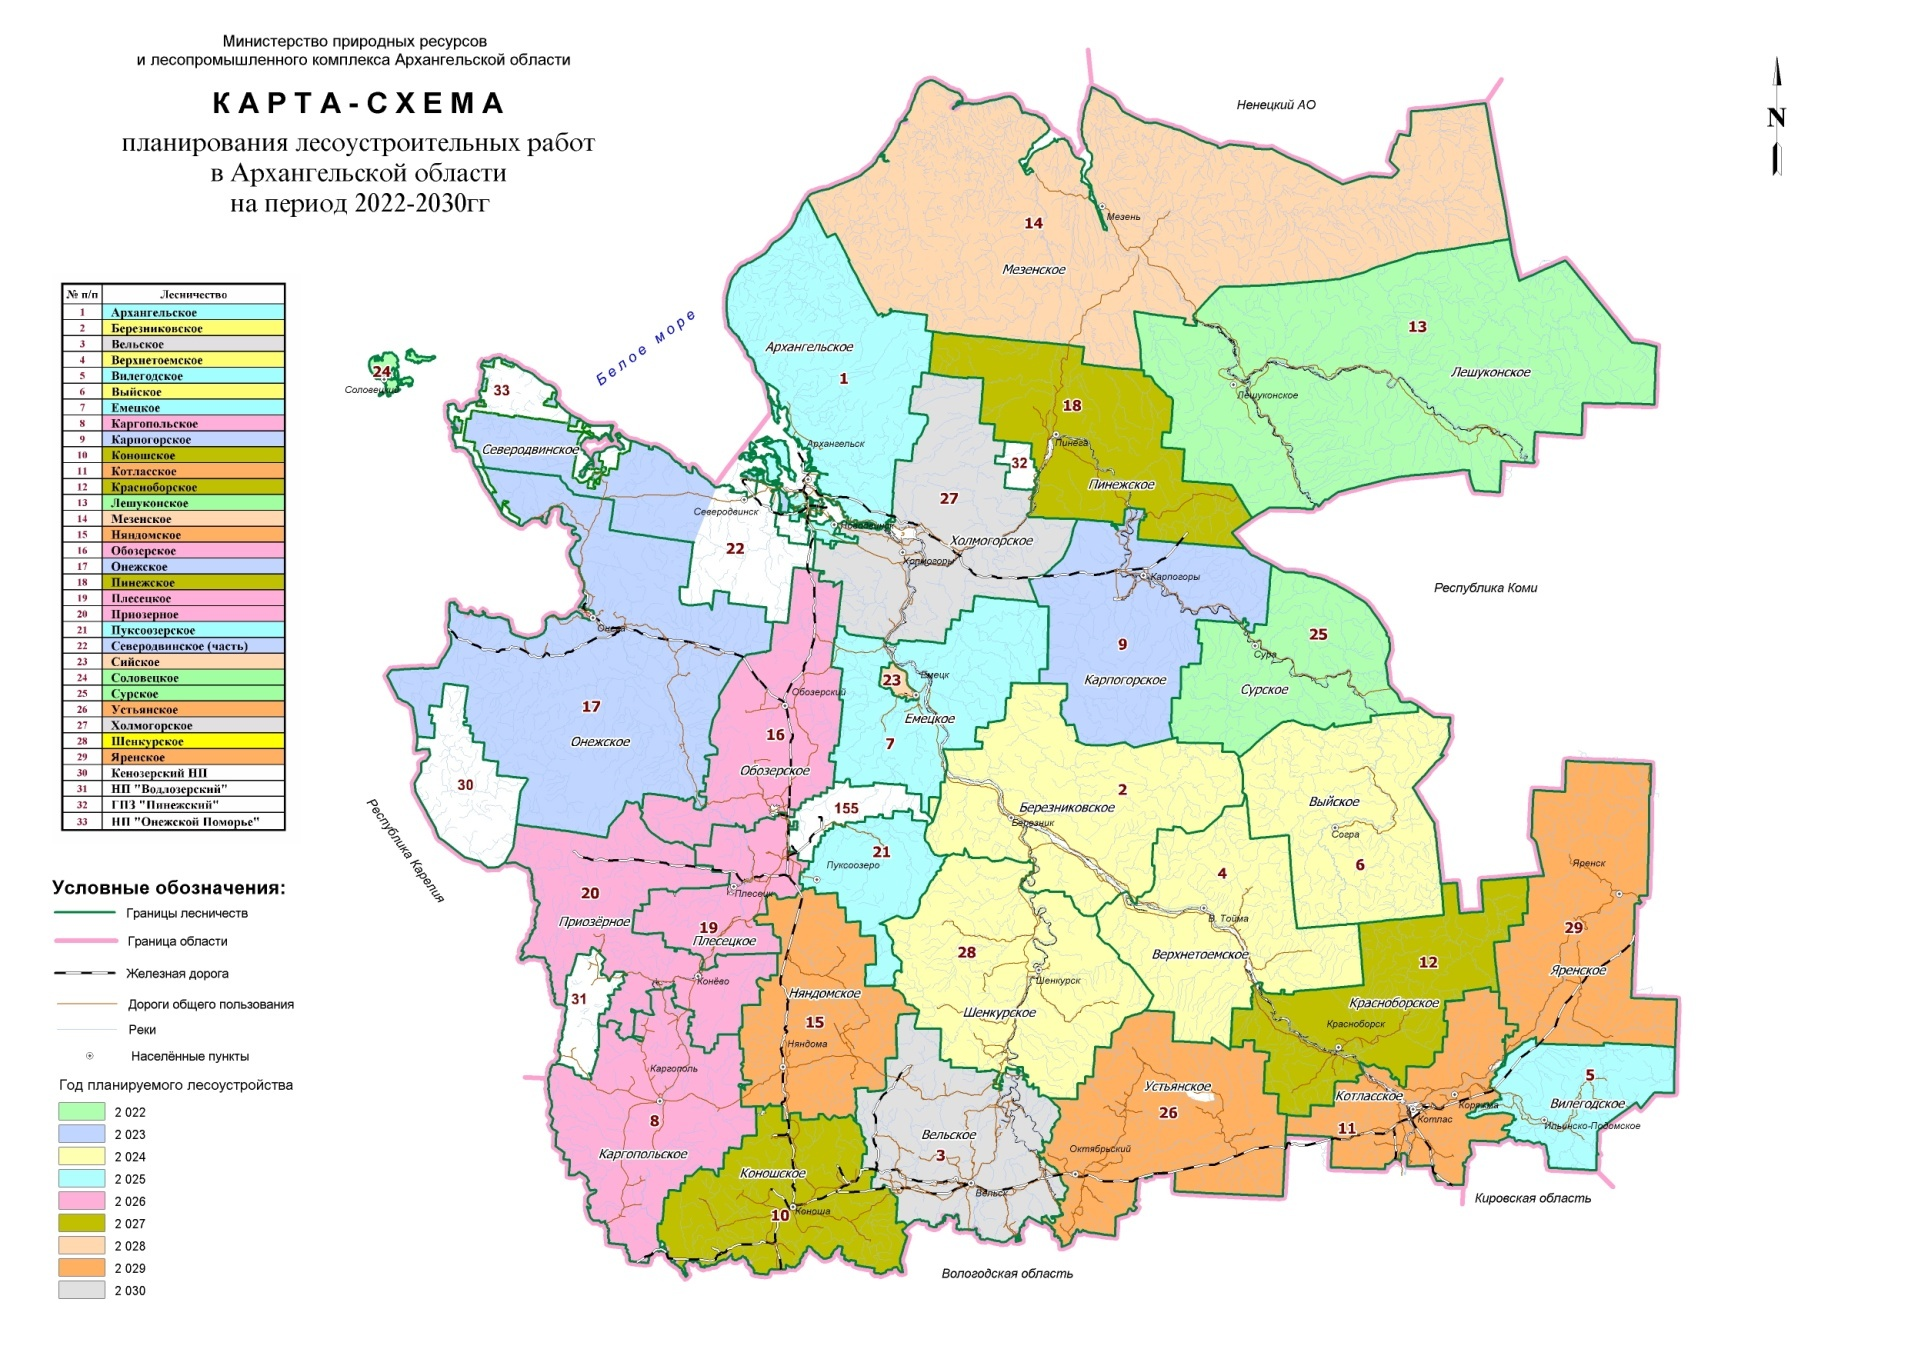 Министерство природных ресурсов
и лесопромышленного комплекса Архангельской области
КАРТА-СХЕМА
планирования лесоустроительных работ
в Архангельской области
на период 2022-2030гг
№ п/п Лесничество
1 Архангельское
2 Березниковское
3 Вельское
4 Верхнетоемское
5 Вилегодское
6 Выйское
7 Емецкое
8 Каргопольское
9 Карпогорское
10 Коношское
11 Котласское
12 Красноборское
13 Лешуконское
14 Мезенское
15 Няндомское
16 Обозерское
17 Онежское
18 Пинежское
19 Плесецкое
20 Приозерное
21 Пуксоозерское
22 Северодвинское (часть)
23 Сийское
24 Соловецкое
25 Сурское
26 Устьянское
27 Холмогорское
28 Шенкурское
29 Яренское
30 Кенозерский НП
31 НП "Водлозерский"
32 ГПЗ "Пинежский"
33 НП "Онежской Поморье"
Условные обозначения:
Границы лесничеств
Граница области
Железная дорога
Дороги общего пользования
Реки
Населённые пункты
Год планируемого лесоустройства
2 022
2 023
2 024
2 025
2 026
2 027
2 028
2 029
2 030
N
Ненецкий АО
14
Мезень
Мезенское
Белое море
13
Лешуконское
Лешуконское
Архангельское
1
24
Соловецкое
33
Северодвинское
18
Архангельск
Пинега
32
Пинежское
27
Северодвинск
Новодвинск
22
Холмогорское
Холмогоры
Карпогоры
Республика Коми
Онега
9
25
Сура
Карпогорское
Сурское
23
Емецк
Обозерский
17
Емецкое
Онежское
16
7
Обозерское
30
2
Выйское
155
Березниковское
Березник
Согра
Республика Карелия
21
Пуксоозеро
6
Яренск
4
Плесецк
20
Приозёрное
В. Тойма
19
Плесецкое
29
28
Верхнетоемское
12
Яренское
Конёво
Шенкурск
31
Няндомское
Красноборское
Шенкурское
15
Красноборск
Няндома
Каргополь
5
Устьянское
Котласское
Вилегодское
26
Коряжма
Котлас
8
11
Ильинско-Подомское
Вельское
3
Октябрьский
Каргопольское
Коношское
Вельск
Кировская область
10
Коноша
Вологодская область